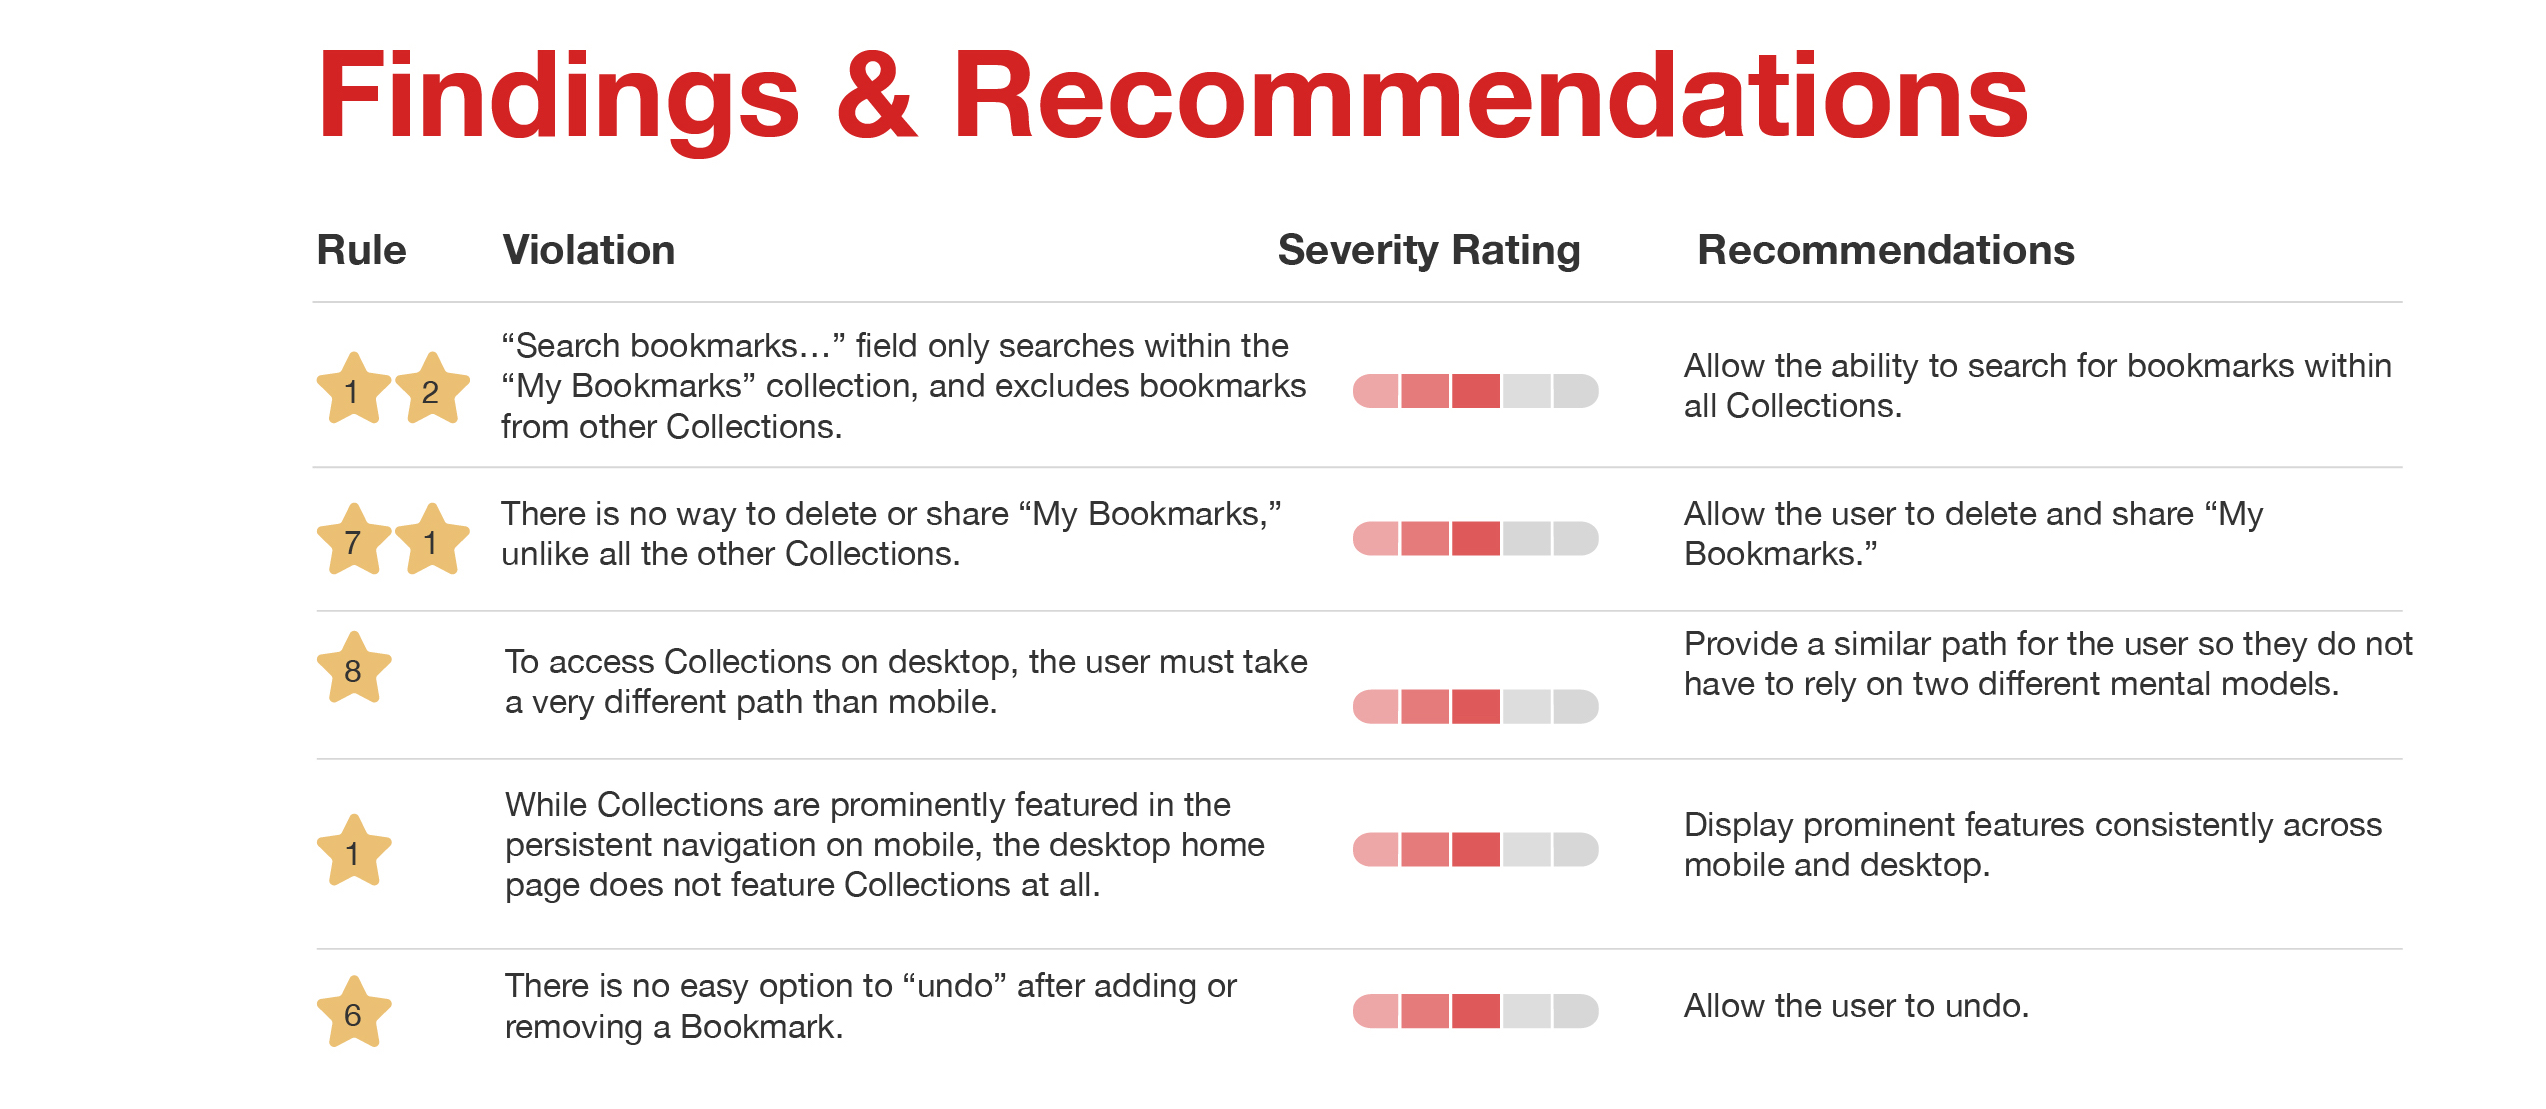 Findings & Recommendations
Rule Violation Severity Rating Recommendations
1 2
“Search bookmarks…” field only searches within the
“My Bookmarks” collection, and excludes bookmarks
from other Collections.
Allow the ability to search for bookmarks within
all Collections.
7 1
There is no way to delete or share “My Bookmarks,”
unlike all the other Collections.
Allow the user to delete and share “My
Bookmarks.”
8
To access Collections on desktop, the user must take
a very different path than mobile.
Provide a similar path for the user so they do not
have to rely on two different mental models.
1
While Collections are prominently featured in the
persistent navigation on mobile, the desktop home
page does not feature Collections at all.
Display prominent features consistently across
mobile and desktop.
6
There is no easy option to “undo” after adding or
removing a Bookmark.
Allow the user to undo.